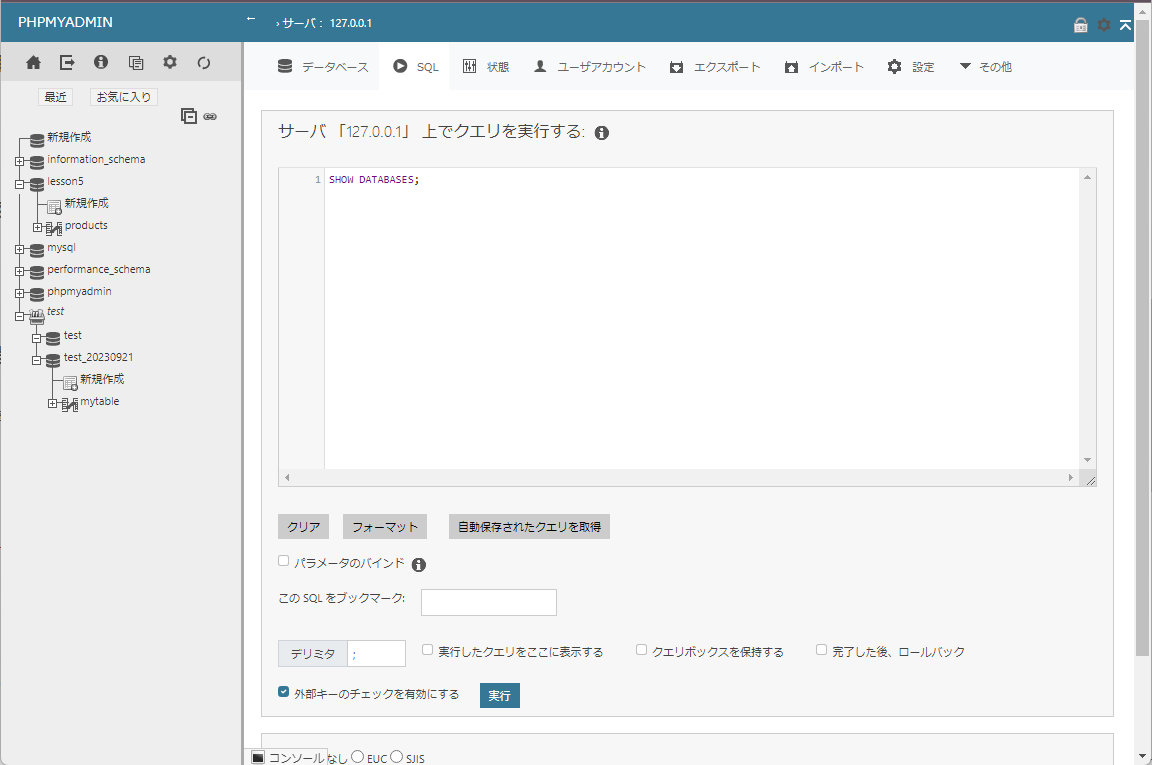 PHPMYADMIN
← › サーバ： 127.0.0.1
最近 お気に入り
新規作成
information_schema
lesson5
新規作成
products
mysql
performance_schema
phpmyadmin
test
test
test_20230921
新規作成
mytable
データベース SQL 状態 ユーザアカウント エクスポート インポート 設定 その他
サーバ 「127.0.0.1」 上でクエリを実行する:
1 SHOW DATABASES;
クリア フォーマット 自動保存されたクエリを取得
パラメータのバインド
この SQL をブックマーク:
デリミタ ; 実行したクエリをここに表示する クエリボックスを保持する 完了した後、ロールバック
外部キーのチェックを有効にする 実行
コンソール なし EUC SJIS